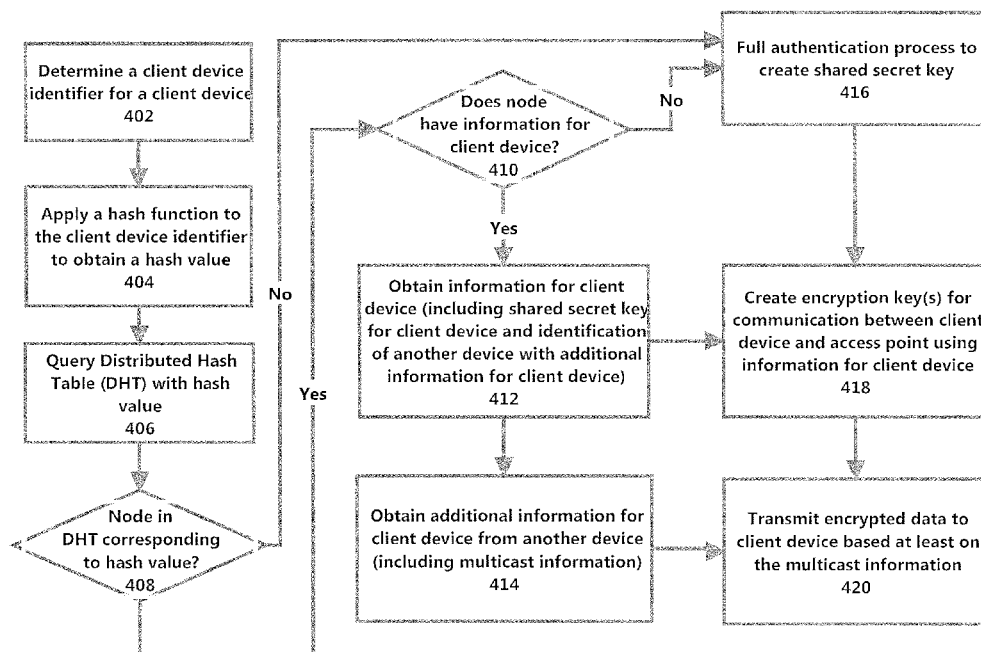 Determine a client device
identifier for a client device
402
Apply a hash function to
the client device identifier
to obtain a hash value
404
Query Distributed Hash
Table (DHT) with hash
value
406
Node in
DHT corresponding
to hash value?
408
No
Yes
Does node
have information for
client device?
410
No
Yes
Obtain information for client
device (including shared secret key
for client device and identification
of another device with additional
information for client device)
412
Obtain additional information for
client device from another device
(including multicast information)
414
Full authentication process to
create shared secret key
416
Create encryption key(s) for
communication between client
device and access point using
information for client device
418
Transmit encrypted data to
client device based at least on
the multicast information
420